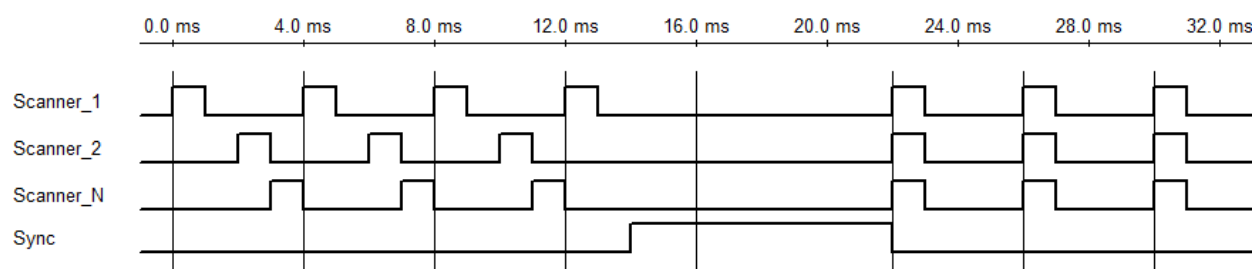 0.0 ms 4.0 ms 8.0 ms 12.0 ms 16.0 ms 20.0 ms 24.0 ms 28.0 ms 32.0 ms
Scanner_1
Scanner_2
Scanner_N
Sync